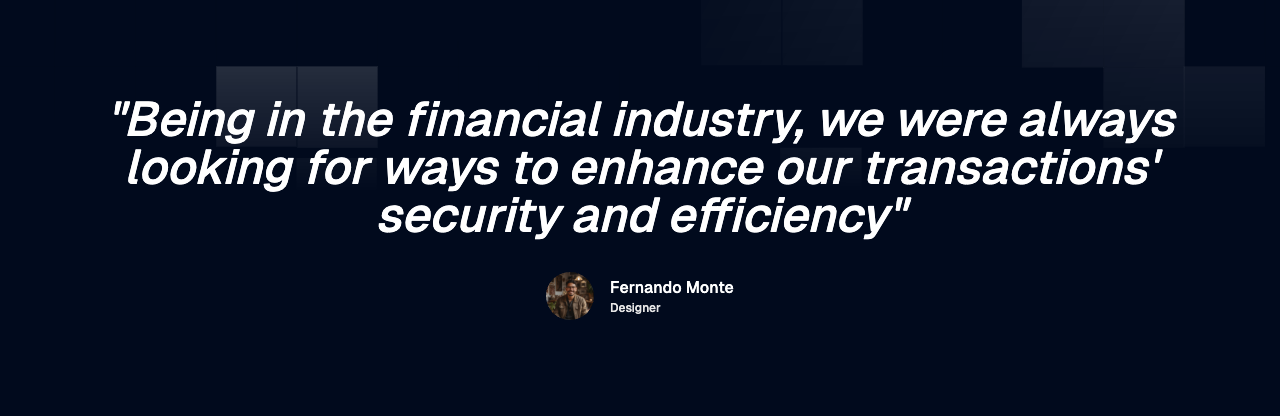 "Being in the financial industry, we were always
looking for ways to enhance our transactions'
security and efficiency"
Fernando Monte
Designer